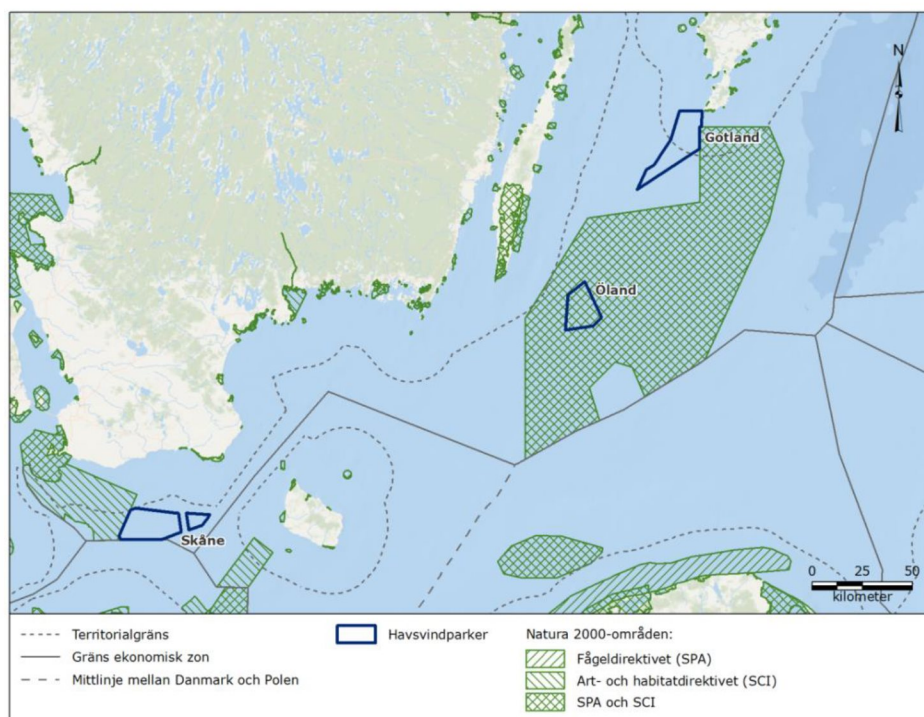 N
Gotland
Öland
Skåne
0 25 50
kilometer
Territorialgräns
Gräns ekonomisk zon
Mittlinje mellan Danmark och Polen
Havsvindparker
Natura 2000-områden:
Fågeldirektivet (SPA)
Art- och habitatdirektivet (SCI)
SPA och SCI